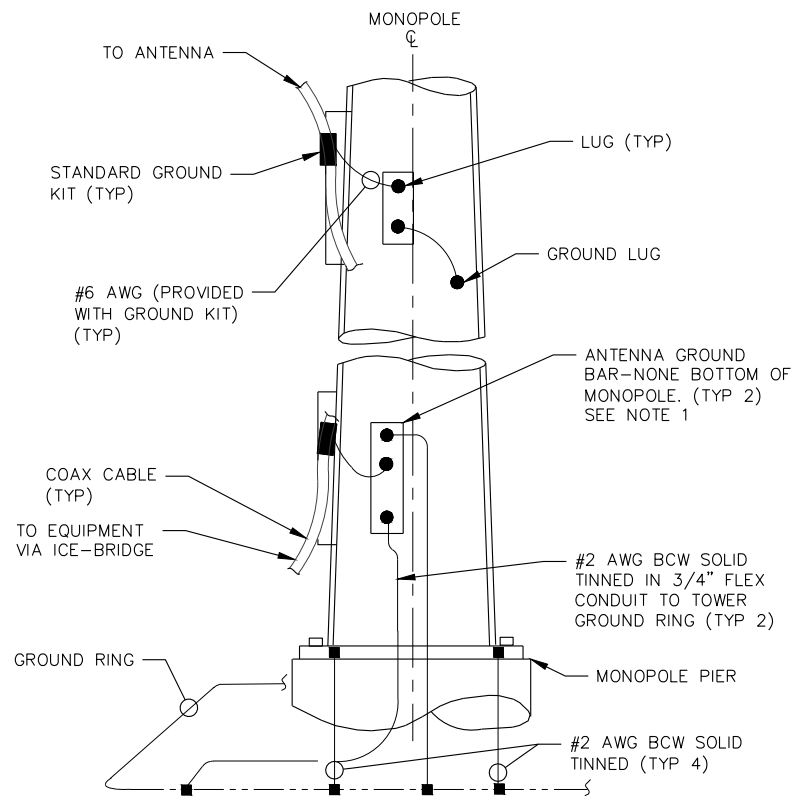 MONOPOLE
℄
TO ANTENNA
LUG (TYP)
STANDARD GROUND
KIT (TYP)
GROUND LUG
#6 AWG (PROVIDED
WITH GROUND KIT)
(TYP)
ANTENNA GROUND
BAR-NONE BOTTOM OF
MONOPOLE. (TYP 2)
SEE NOTE 1
COAX CABLE
(TYP)
TO EQUIPMENT
VIA ICE-BRIDGE
#2 AWG BCW SOLID
TINNED IN 3/4" FLEX
CONDUIT TO TOWER
GROUND RING (TYP 2)
GROUND RING
MONOPOLE PIER
#2 AWG BCW SOLID
TINNED (TYP 4)